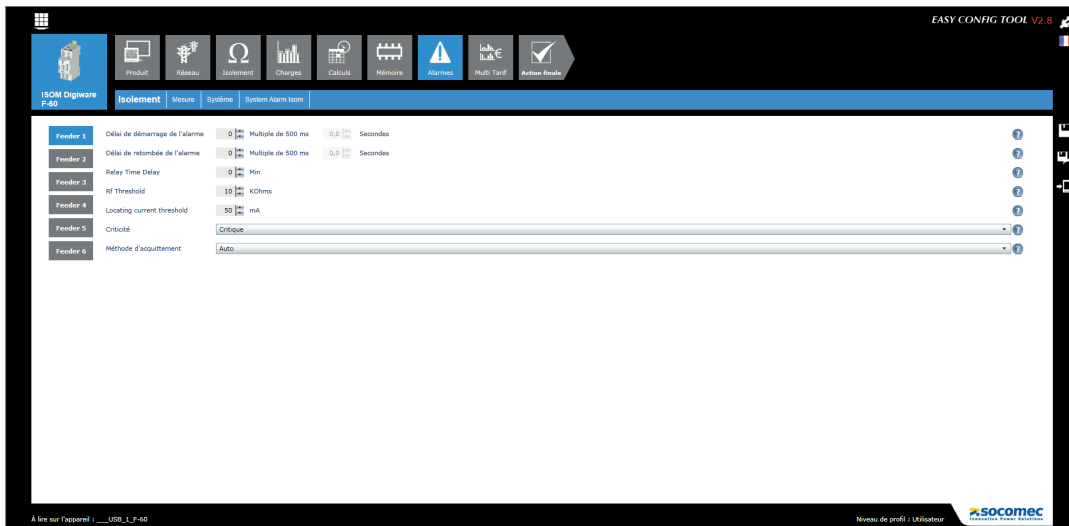 EASY CONFIG TOOL V2.8
Produit
Réseau
Isolement
Charges
Calculs
Mémoire
Alarmes
Multi Tarif
Action finale
ISOM Digiware
F-60
Isolement Mesure Système System Alarm Isom
Feeder 1
Feeder 2
Feeder 3
Feeder 4
Feeder 5
Feeder 6
Délai de démarrage de l'alarme 0 Multiple de 500 ms 0,0 Secondes
Délai de retombée de l'alarme 0 Multiple de 500 ms 0,0 Secondes
Relay Time Delay 0 Min
Rf Threshold 10 KOhms
Locating current threshold 50 mA
Criticité Critique
Méthode d'acquittement Auto
À lire sur l'appareil : ___USB_1_F-60
Niveau de profil : Utilisateur
socomec
Innovative Power Solutions